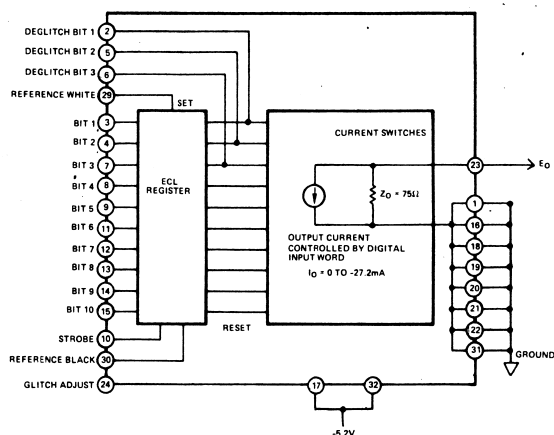 DEGLITCH BIT 1 2
DEGLITCH BIT 2 5
DEGLITCH BIT 3 6
REFERENCE WHITE 29
SET
BIT 1 3
BIT 2 4
BIT 3 7
BIT 4 8
BIT 5 9
BIT 6 11
BIT 7 12
BIT 8 13
BIT 9 14
BIT 10 15
STROBE 10
REFERENCE BLACK 30
GLITCH ADJUST 24
ECL
REGISTER
RESET
CURRENT SWITCHES
ZO = 75Ω
OUTPUT CURRENT
CONTROLLED BY DIGITAL
INPUT WORD
IO = 0 TO -27.2mA
23 EO
1
16
18
19
20
21
22
31
GROUND
17 32
-5.2V